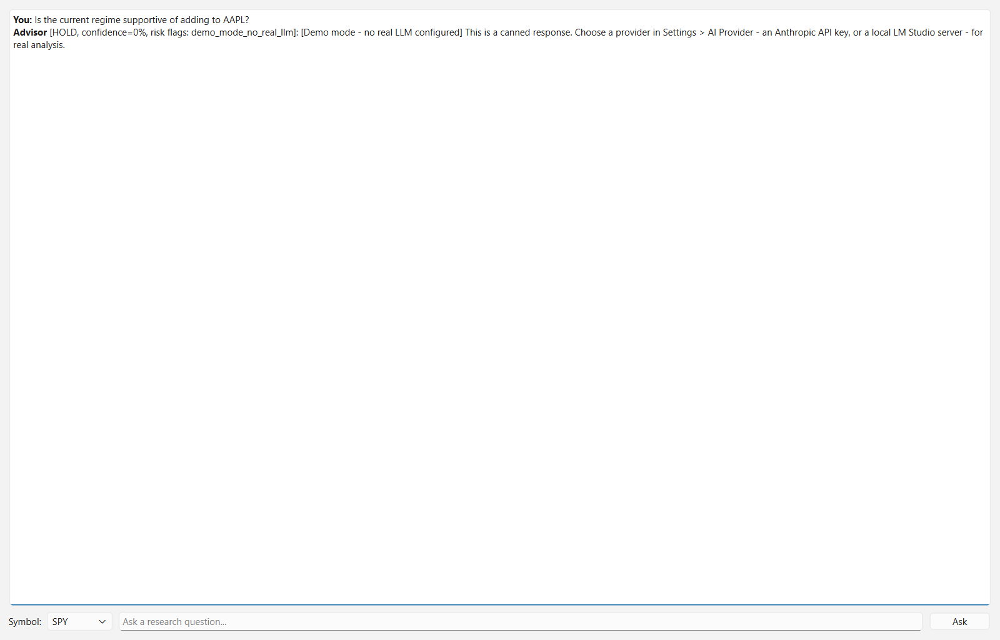 You: Is the current regime supportive of adding to AAPL?
Advisor [HOLD, confidence=0%, risk flags: demo_mode_no_real_llm]: [Demo mode - no real LLM configured] This is a canned response. Choose a provider in Settings > AI Provider - an Anthropic API key, or a local LM Studio server - for
real analysis.
Symbol: SPY Ask a research question... Ask